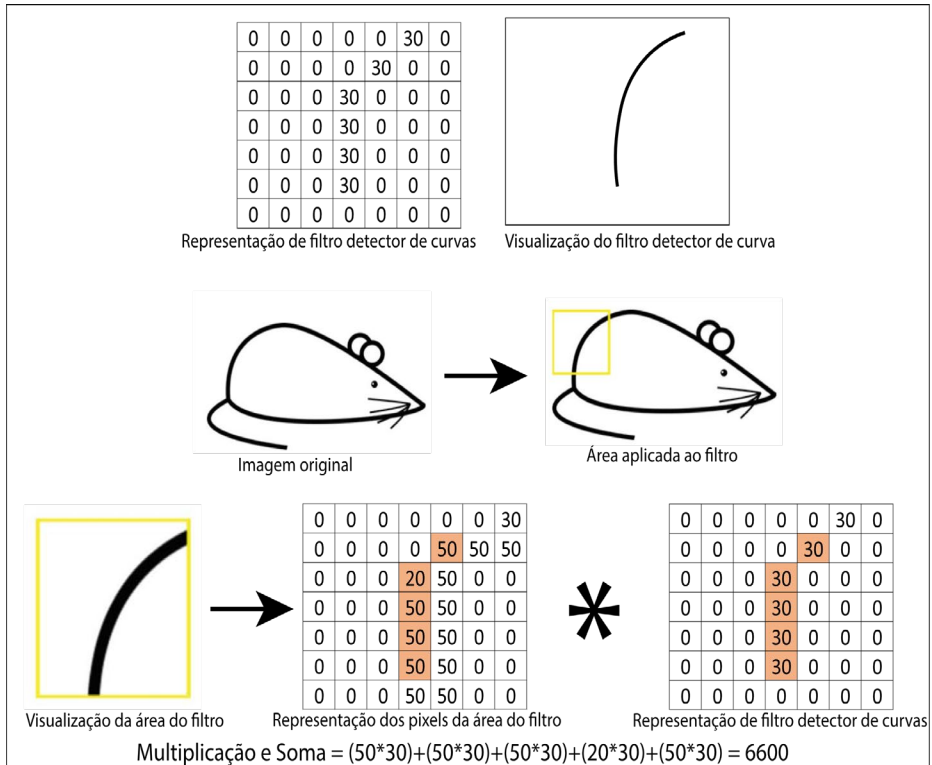 0 0 0 0 0 30 0
0 0 0 0 30 0 0
0 0 0 30 0 0 0
0 0 0 30 0 0 0
0 0 0 30 0 0 0
0 0 0 30 0 0 0
0 0 0 0 0 0 0
Representação de filtro detector de curvas
Visualização do filtro detector de curva
Imagem original
Área aplicada ao filtro
0 0 0 0 0 0 30
0 0 0 0 50 50 50
0 0 0 20 50 0 0
0 0 0 50 50 0 0
0 0 0 50 50 0 0
0 0 0 50 50 0 0
0 0 0 50 50 0 0
*
0 0 0 0 0 30 0
0 0 0 0 30 0 0
0 0 0 30 0 0 0
0 0 0 30 0 0 0
0 0 0 30 0 0 0
0 0 0 30 0 0 0
0 0 0 0 0 0 0
Visualização da área do filtro
Representação dos pixels da área do filtro
Representação de filtro detector de curvas
Multiplicação e Soma = (50*30)+(50*30)+(50*30)+(20*30)+(50*30) = 6600